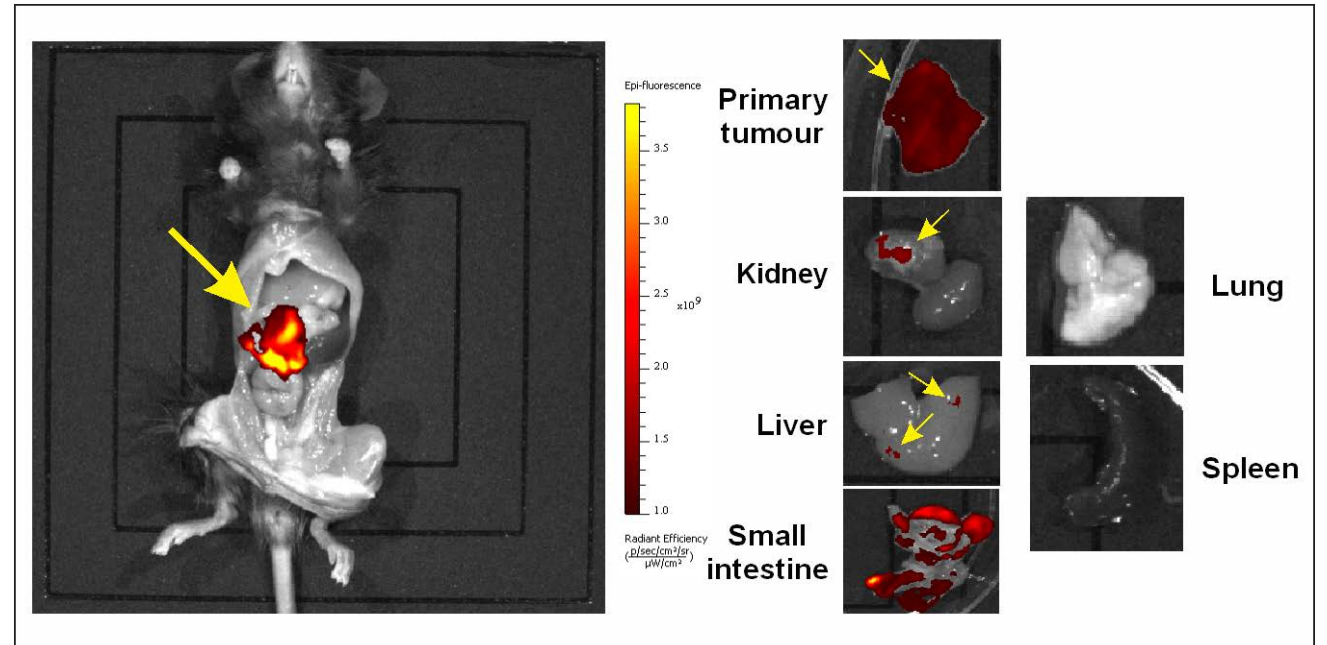 Epi-fluorescence
3.5
3.0
2.5
x10⁹
2.0
1.5
1.0
Radiant Efficiency
(p/sec/cm²/sr / µW/cm²)
Primary
tumour
Kidney
Liver
Small
intestine
Lung
Spleen